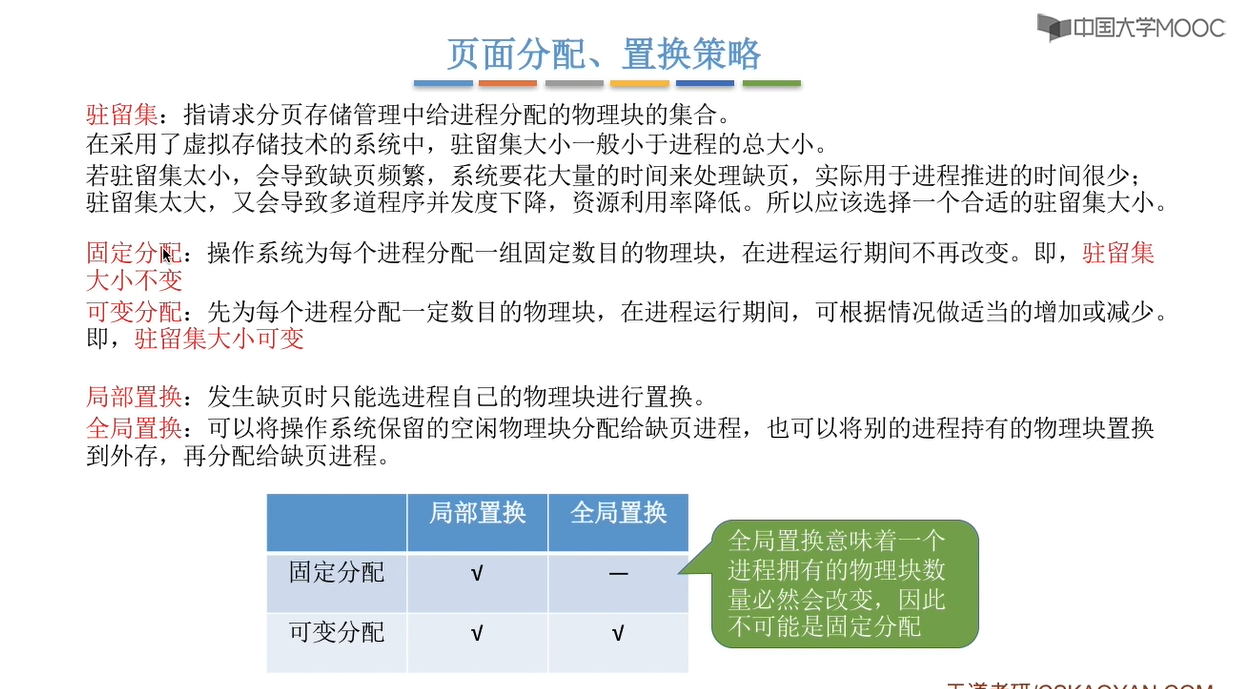 中国大学MOOC
页面分配、置换策略
驻留集：指请求分页存储管理中给进程分配的物理块的集合。
在采用了虚拟存储技术的系统中，驻留集大小一般小于进程的总大小。
若驻留集太小，会导致缺页频繁，系统要花大量的时间来处理缺页，实际用于进程推进的时间很少；
驻留集太大，又会导致多道程序并发度下降，资源利用率降低。所以应该选择一个合适的驻留集大小。
固定分配：操作系统为每个进程分配一组固定数目的物理块，在进程运行期间不再改变。即，驻留集
大小不变
可变分配：先为每个进程分配一定数目的物理块，在进程运行期间，可根据情况做适当的增加或减少。
即，驻留集大小可变
局部置换：发生缺页时只能选进程自己的物理块进行置换。
全局置换：可以将操作系统保留的空闲物理块分配给缺页进程，也可以将别的进程持有的物理块置换
到外存，再分配给缺页进程。
局部置换 全局置换
固定分配 √ —
可变分配 √ √
全局置换意味着一个
进程拥有的物理块数
量必然会改变，因此
不可能是固定分配
王道考研/CSKAOYAN.COM